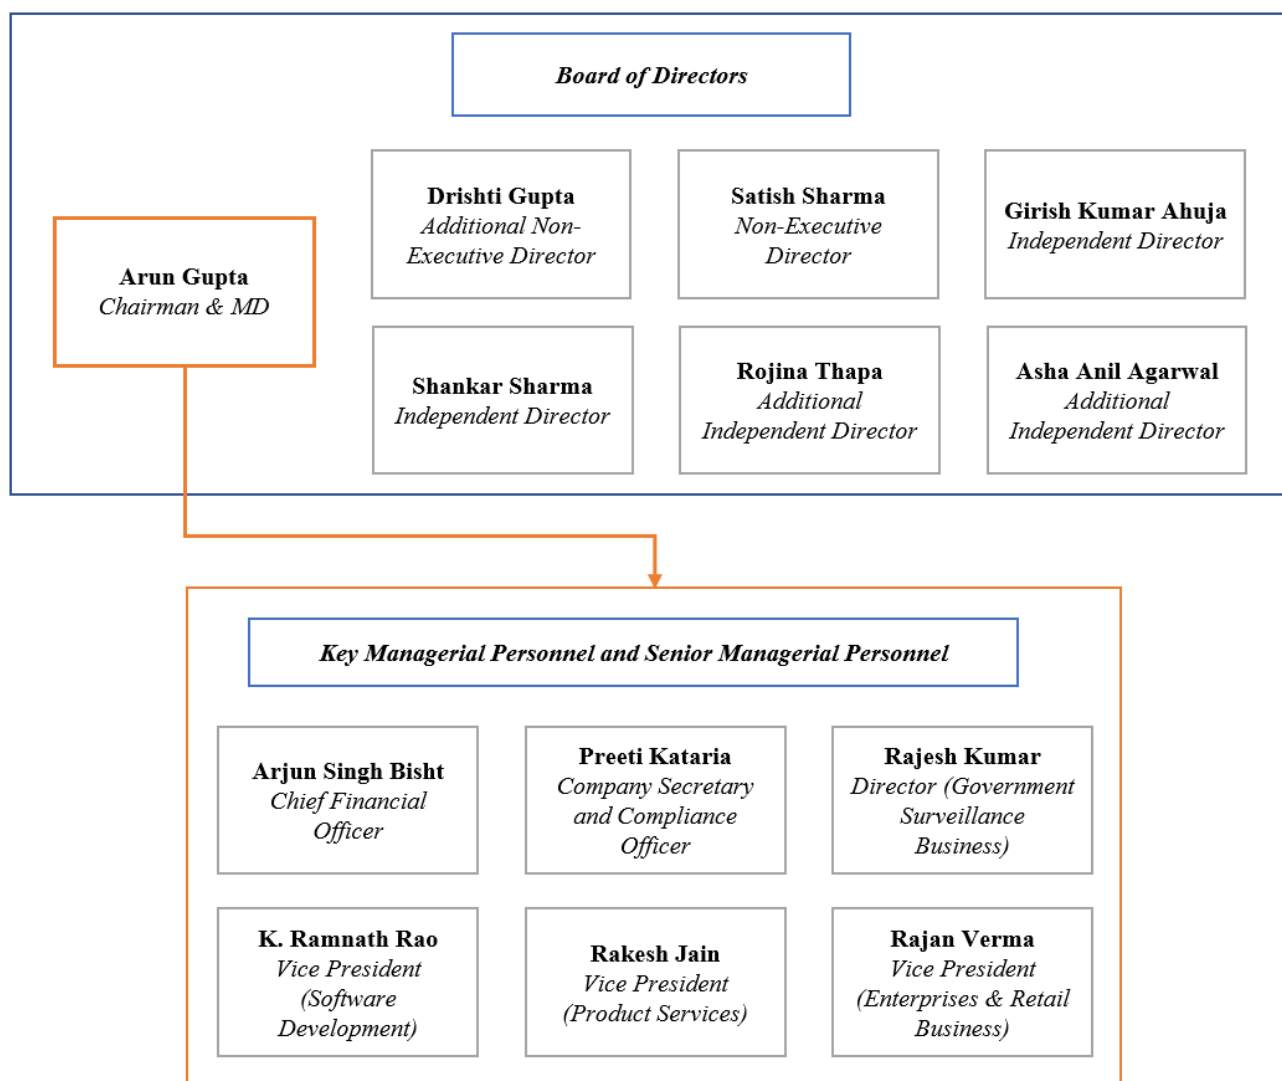 Board of Directors
Arun Gupta
Chairman & MD
Drishti Gupta
Additional Non-
Executive Director
Satish Sharma
Non-Executive
Director
Girish Kumar Ahuja
Independent Director
Shankar Sharma
Independent Director
Rojina Thapa
Additional
Independent Director
Asha Anil Agarwal
Additional
Independent Director
Key Managerial Personnel and Senior Managerial Personnel
Arjun Singh Bisht
Chief Financial
Officer
Preeti Kataria
Company Secretary
and Compliance
Officer
Rajesh Kumar
Director (Government
Surveillance
Business)
K. Ramnath Rao
Vice President
(Software
Development)
Rakesh Jain
Vice President
(Product Services)
Rajan Verma
Vice President
(Enterprises & Retail
Business)